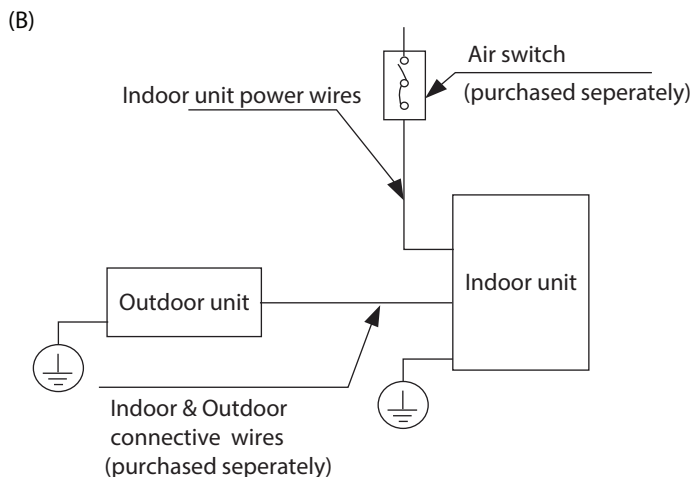 (B)
Air switch
(purchased seperately)
Indoor unit power wires
Indoor unit
Outdoor unit
Indoor & Outdoor
connective wires
(purchased seperately)